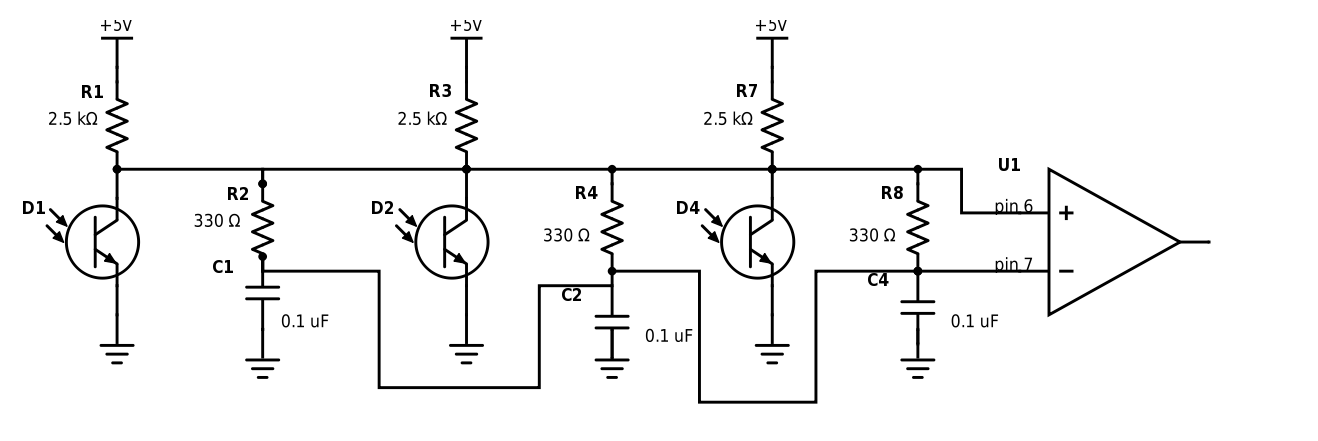 +5V
+5V
+5V
R1
2.5 kΩ
R3
2.5 kΩ
R7
2.5 kΩ
D1
R2
330 Ω
C1
0.1 uF
D2
R4
330 Ω
C2
0.1 uF
D4
R8
330 Ω
C4
0.1 uF
U1
pin 6
pin 7
+
−